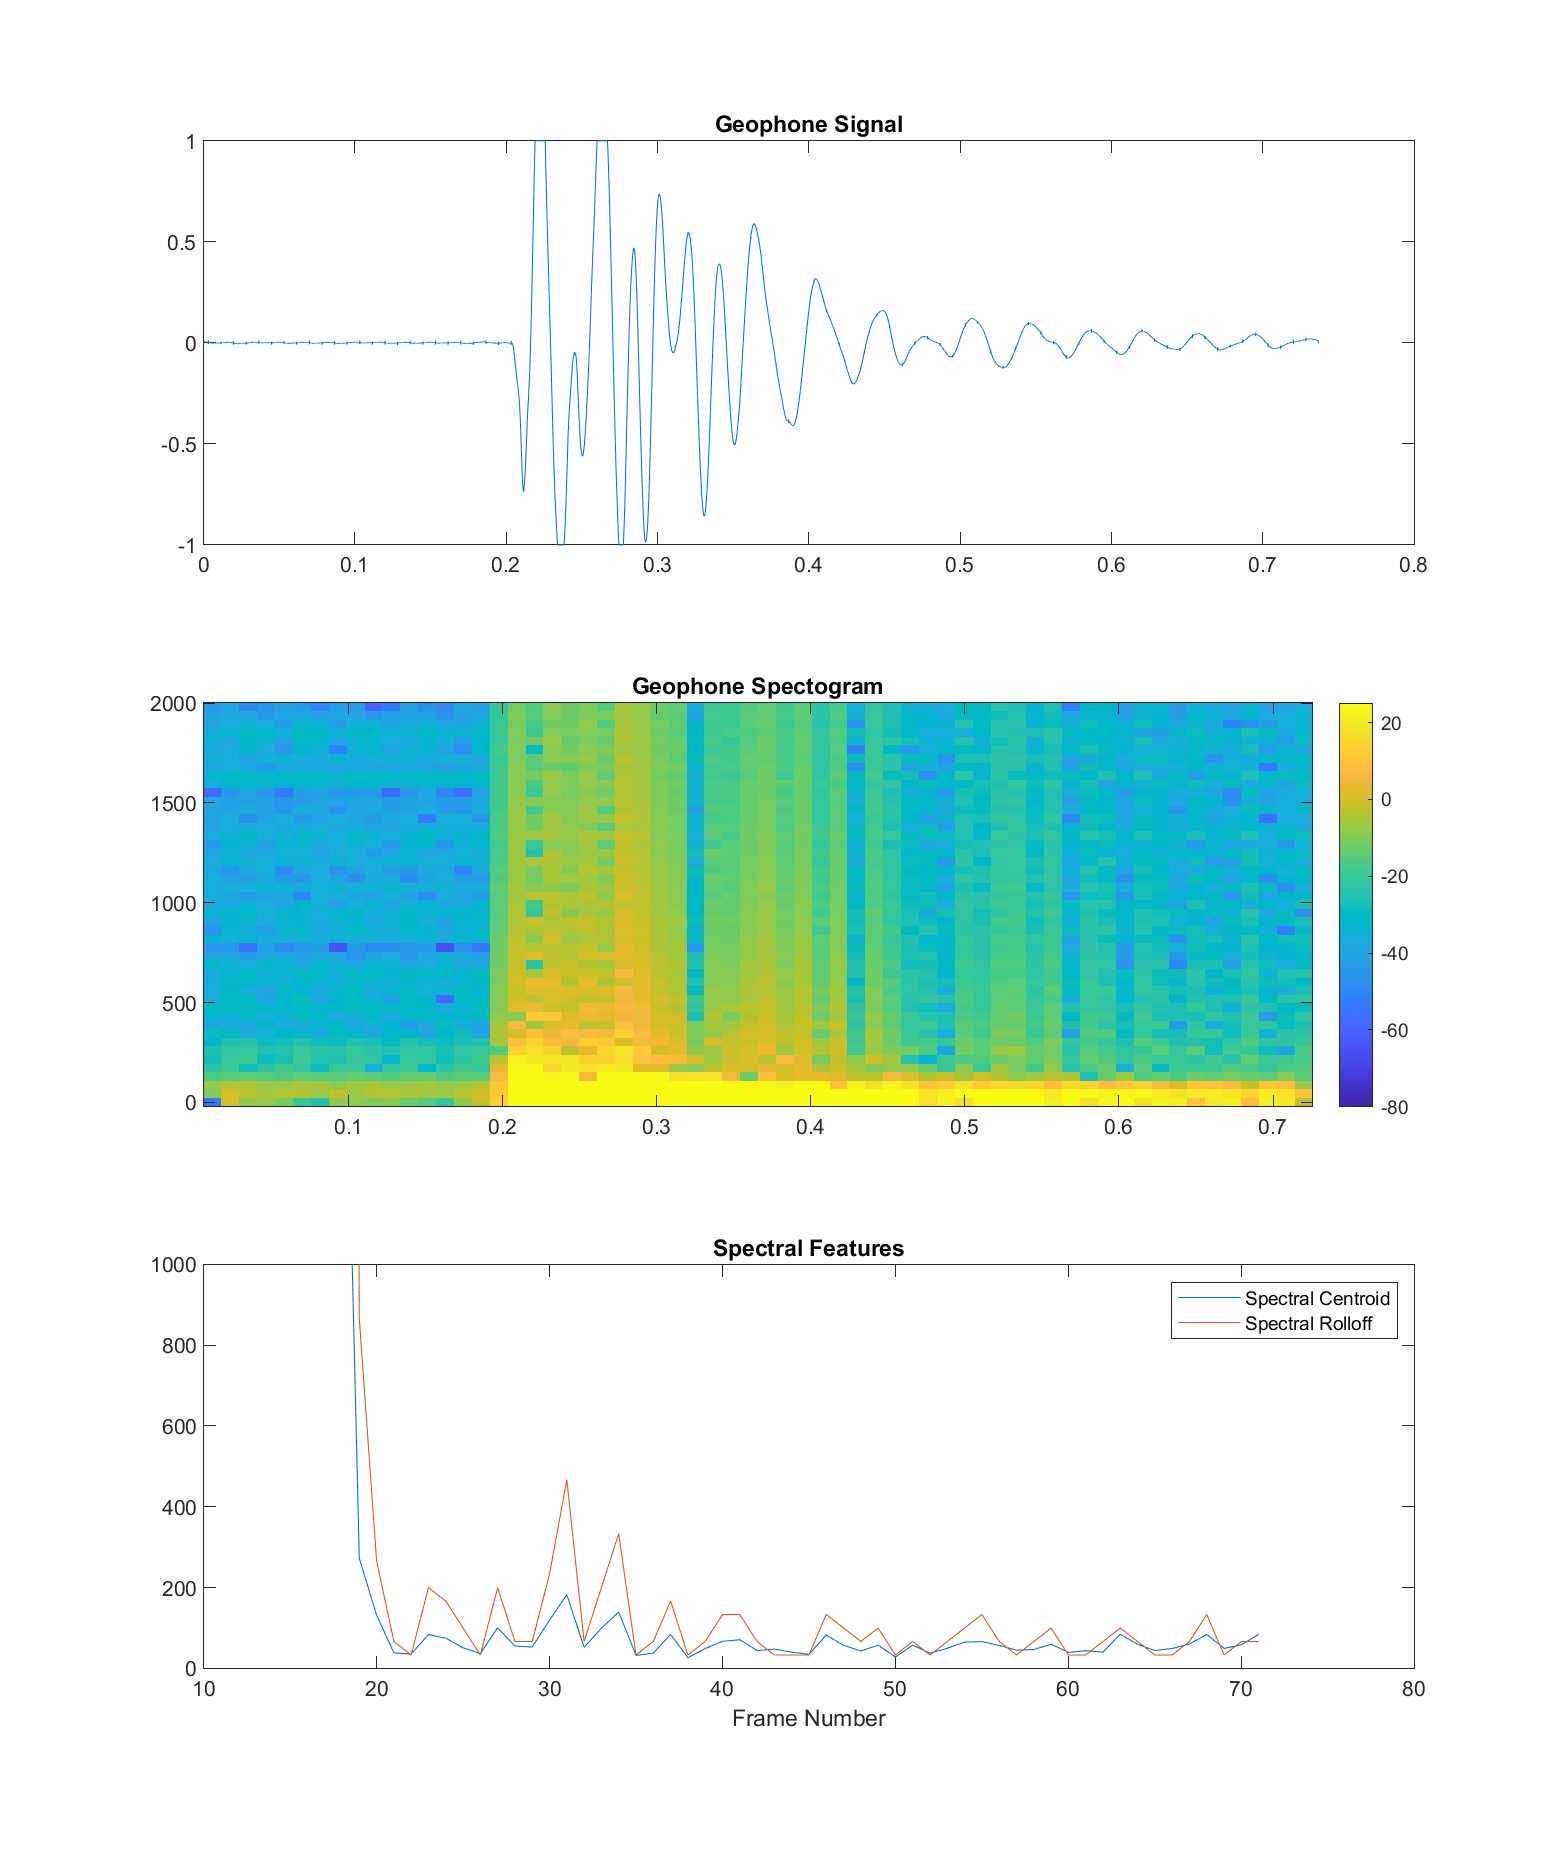 Geophone Signal
1
0.5
0
-0.5
-1
0 0.1 0.2 0.3 0.4 0.5 0.6 0.7 0.8
Geophone Spectogram
2000
1500
1000
500
0
0.1 0.2 0.3 0.4 0.5 0.6 0.7
20
0
-20
-40
-60
-80
Spectral Features
1000
800
600
400
200
0
Spectral Centroid
Spectral Rolloff
10 20 30 40 50 60 70 80
Frame Number